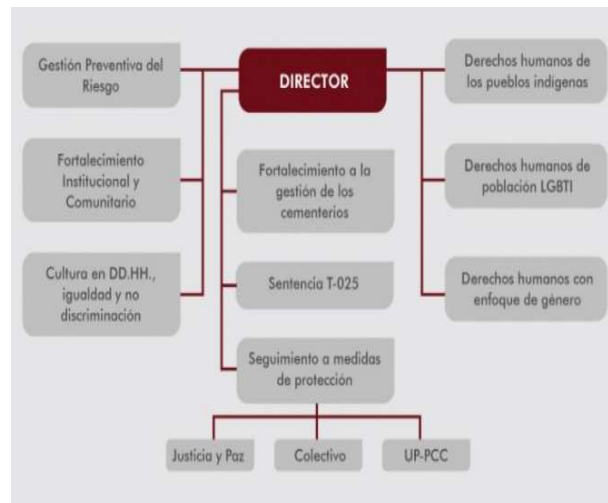 Gestión Preventiva del
Riesgo
Fortalecimiento
Institucional y
Comunitario
Cultura en DD.HH.,
igualdad y no
discriminación
DIRECTOR
Fortalecimiento a la
gestión de los
cementerios
Sentencia T-025
Seguimiento a medidas
de protección
Justicia y Paz
Colectivo
UP-PCC
Derechos humanos de
los pueblos indígenas
Derechos humanos de
población LGBTI
Derechos humanos con
enfoque de género